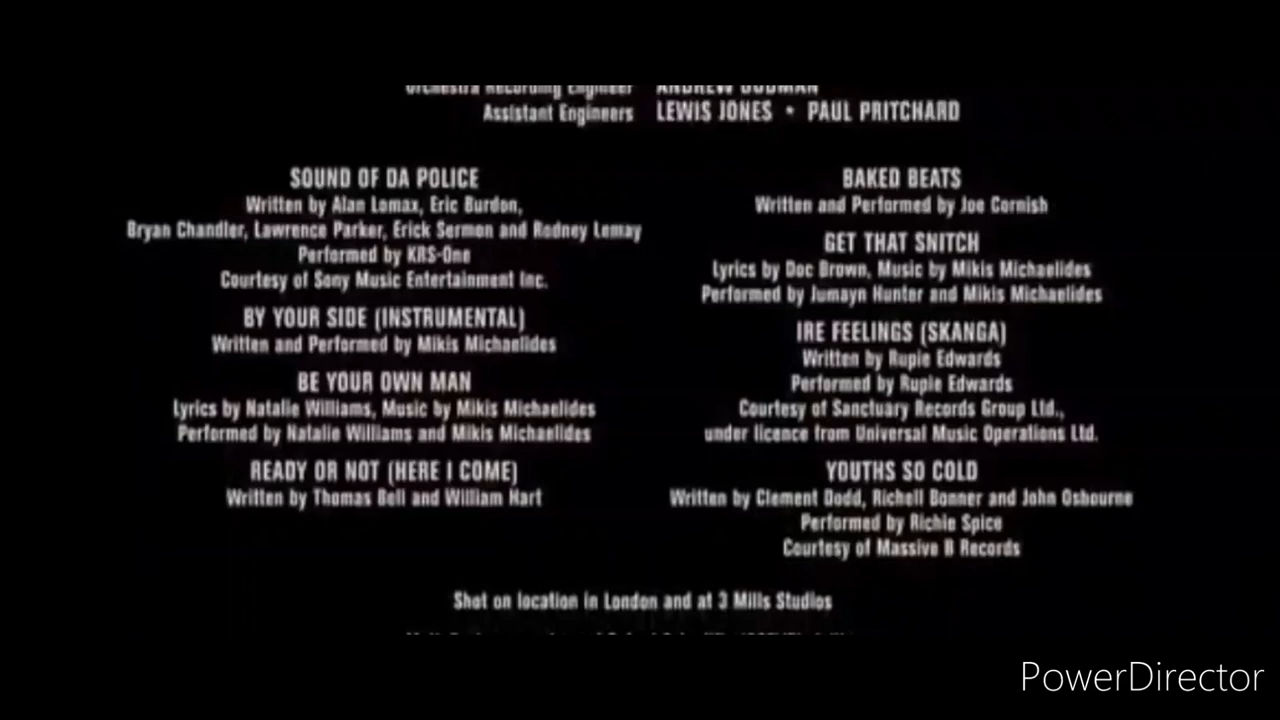 Orchestra Recording Engineer ANDREW DUDMAN
Assistant Engineers LEWIS JONES • PAUL PRITCHARD
SOUND OF DA POLICE
Written by Alan Lomax, Eric Burdon,
Bryan Chandler, Lawrence Parker, Erick Sermon and Rodney Lemay
Performed by KRS-One
Courtesy of Sony Music Entertainment Inc.
BY YOUR SIDE (INSTRUMENTAL)
Written and Performed by Mikis Michaelides
BE YOUR OWN MAN
Lyrics by Natalie Williams, Music by Mikis Michaelides
Performed by Natalie Williams and Mikis Michaelides
READY OR NOT (HERE I COME)
Written by Thomas Bell and William Hart
BAKED BEATS
Written and Performed by Joe Cornish
GET THAT SNITCH
Lyrics by Doc Brown, Music by Mikis Michaelides
Performed by Jumayn Hunter and Mikis Michaelides
IRE FEELINGS (SKANGA)
Written by Rupie Edwards
Performed by Rupie Edwards
Courtesy of Sanctuary Records Group Ltd.,
under licence from Universal Music Operations Ltd.
YOUTHS SO COLD
Written by Clement Dodd, Richell Bonner and John Osbourne
Performed by Richie Spice
Courtesy of Massive B Records
Shot on location in London and at 3 Mills Studios
PowerDirector